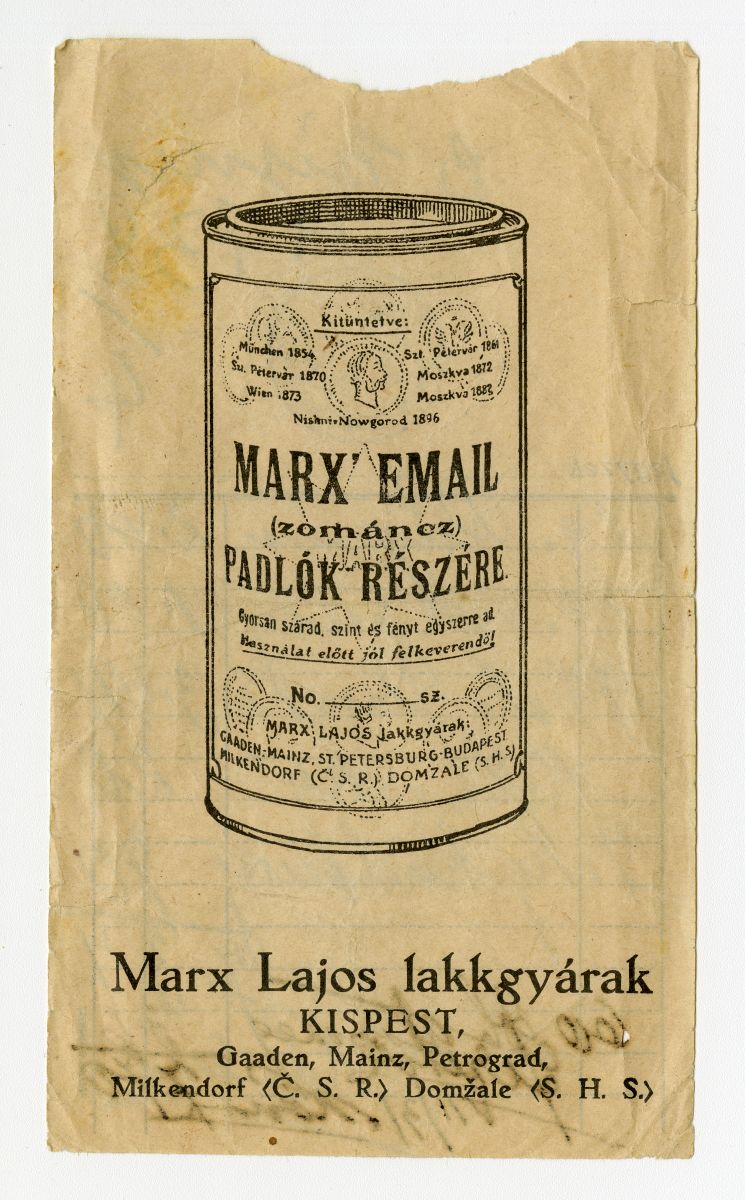 Kitüntetve:
München 1854
Szt. Pétervár 1861
Szt. Pétervár 1870
Moszkva 1872
Wien 1873
Moszkva 1882
Nishni-Nowgorod 1896
MARX' EMAIL
(zománcz)
MARX
PADLÓK RÉSZÉRE.
Gyorsan szárad, szint és fényt egyszerre ad.
Használat előtt jól felkeverendő!
No. sz.
MARX LAJOS lakkgyárak:
GAADEN-MAINZ, ST. PETERSBURG-BUDAPEST
MILKENDORF (Č. S. R.) DOMZALE (S. H. S.)
Marx Lajos lakkgyárak
KISPEST,
Gaaden, Mainz, Petrograd,
Milkendorf <Č. S. R.> Domžale <S. H. S.>